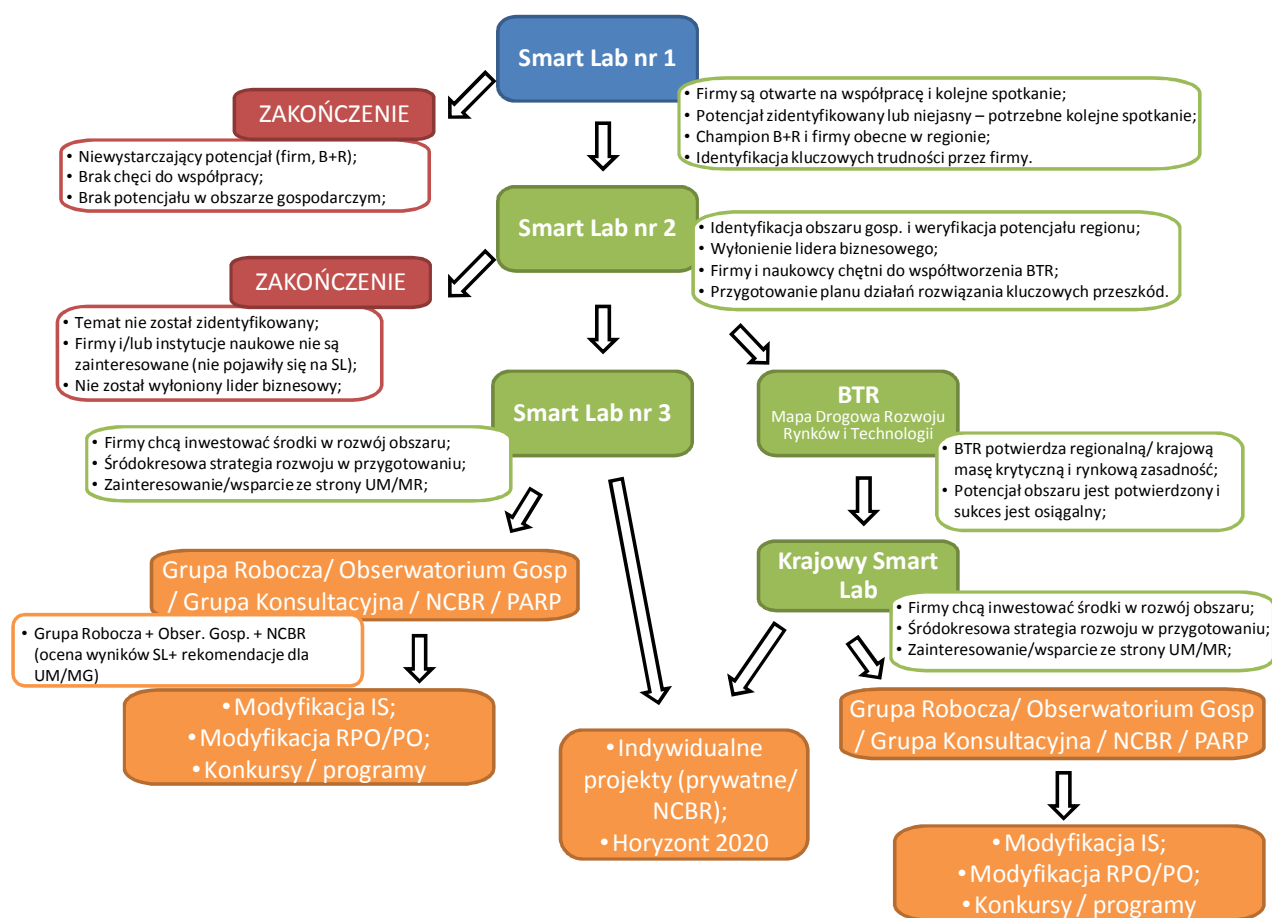 Smart Lab nr 1
ZAKOŃCZENIE
• Niewystarczający potencjał (firm, B+R);
• Brak chęci do współpracy;
• Brak potencjału w obszarze gospodarczym;
• Firmy są otwarte na współpracę i kolejne spotkanie;
• Potencjał zidentyfikowany lub niejasny – potrzebne kolejne spotkanie;
• Champion B+R i firmy obecne w regionie;
• Identyfikacja kluczowych trudności przez firmy.
Smart Lab nr 2
• Identyfikacja obszaru gosp. i weryfikacja potencjału regionu;
• Wyłonienie lidera biznesowego;
• Firmy i naukowcy chętni do współtworzenia BTR;
• Przygotowanie planu działań rozwiązania kluczowych przeszkód.
ZAKOŃCZENIE
• Temat nie został zidentyfikowany;
• Firmy i/lub instytucje naukowe nie są
zainteresowane (nie pojawiły się na SL);
• Nie został wyłoniony lider biznesowy;
Smart Lab nr 3
• Firmy chcą inwestować środki w rozwój obszaru;
• Śródokresowa strategia rozwoju w przygotowaniu;
• Zainteresowanie/wsparcie ze strony UM/MR;
BTR
Mapa Drogowa Rozwoju
Rynków i Technologii
• BTR potwierdza regionalną/ krajową
masę krytyczną i rynkową zasadność;
• Potencjał obszaru jest potwierdzony i
sukces jest osiągalny;
Grupa Robocza/ Obserwatorium Gosp
/ Grupa Konsultacyjna / NCBR / PARP
• Grupa Robocza + Obser. Gosp. + NCBR
(ocena wyników SL+ rekomendacje dla
UM/MG)
• Modyfikacja IS;
• Modyfikacja RPO/PO;
• Konkursy / programy
Krajowy Smart
Lab
• Firmy chcą inwestować środki w rozwój obszaru;
• Śródokresowa strategia rozwoju w przygotowaniu;
• Zainteresowanie/wsparcie ze strony UM/MR;
• Indywidualne
projekty (prywatne/
NCBR);
• Horyzont 2020
Grupa Robocza/ Obserwatorium Gosp
/ Grupa Konsultacyjna / NCBR / PARP
• Modyfikacja IS;
• Modyfikacja RPO/PO;
• Konkursy / programy